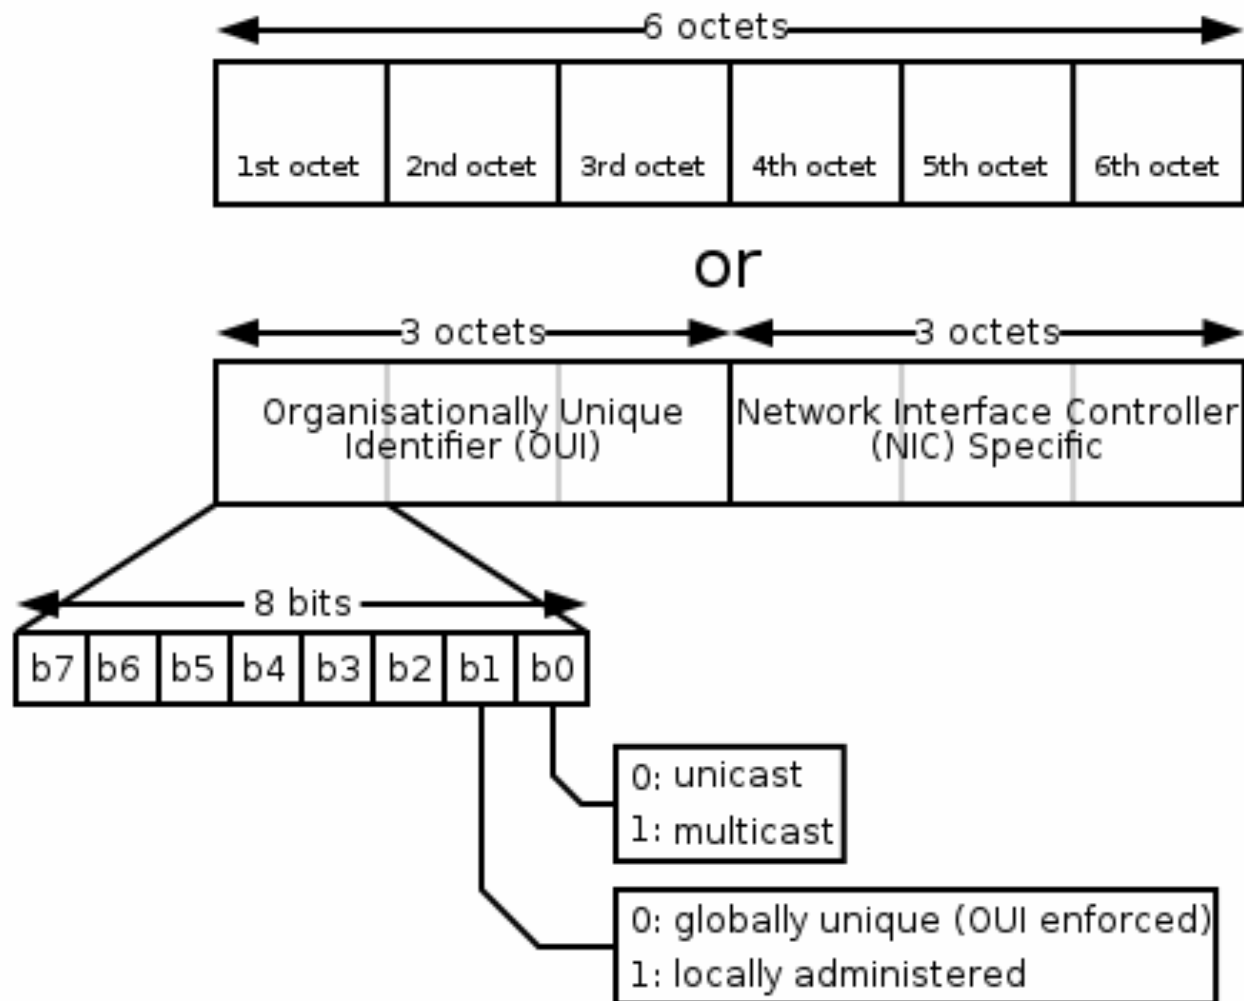 6 octets
1st octet 2nd octet 3rd octet 4th octet 5th octet 6th octet
or
3 octets 3 octets
Organisationally Unique
Identifier (OUI)
Network Interface Controller
(NIC) Specific
8 bits
b7 b6 b5 b4 b3 b2 b1 b0
0: unicast
1: multicast
0: globally unique (OUI enforced)
1: locally administered